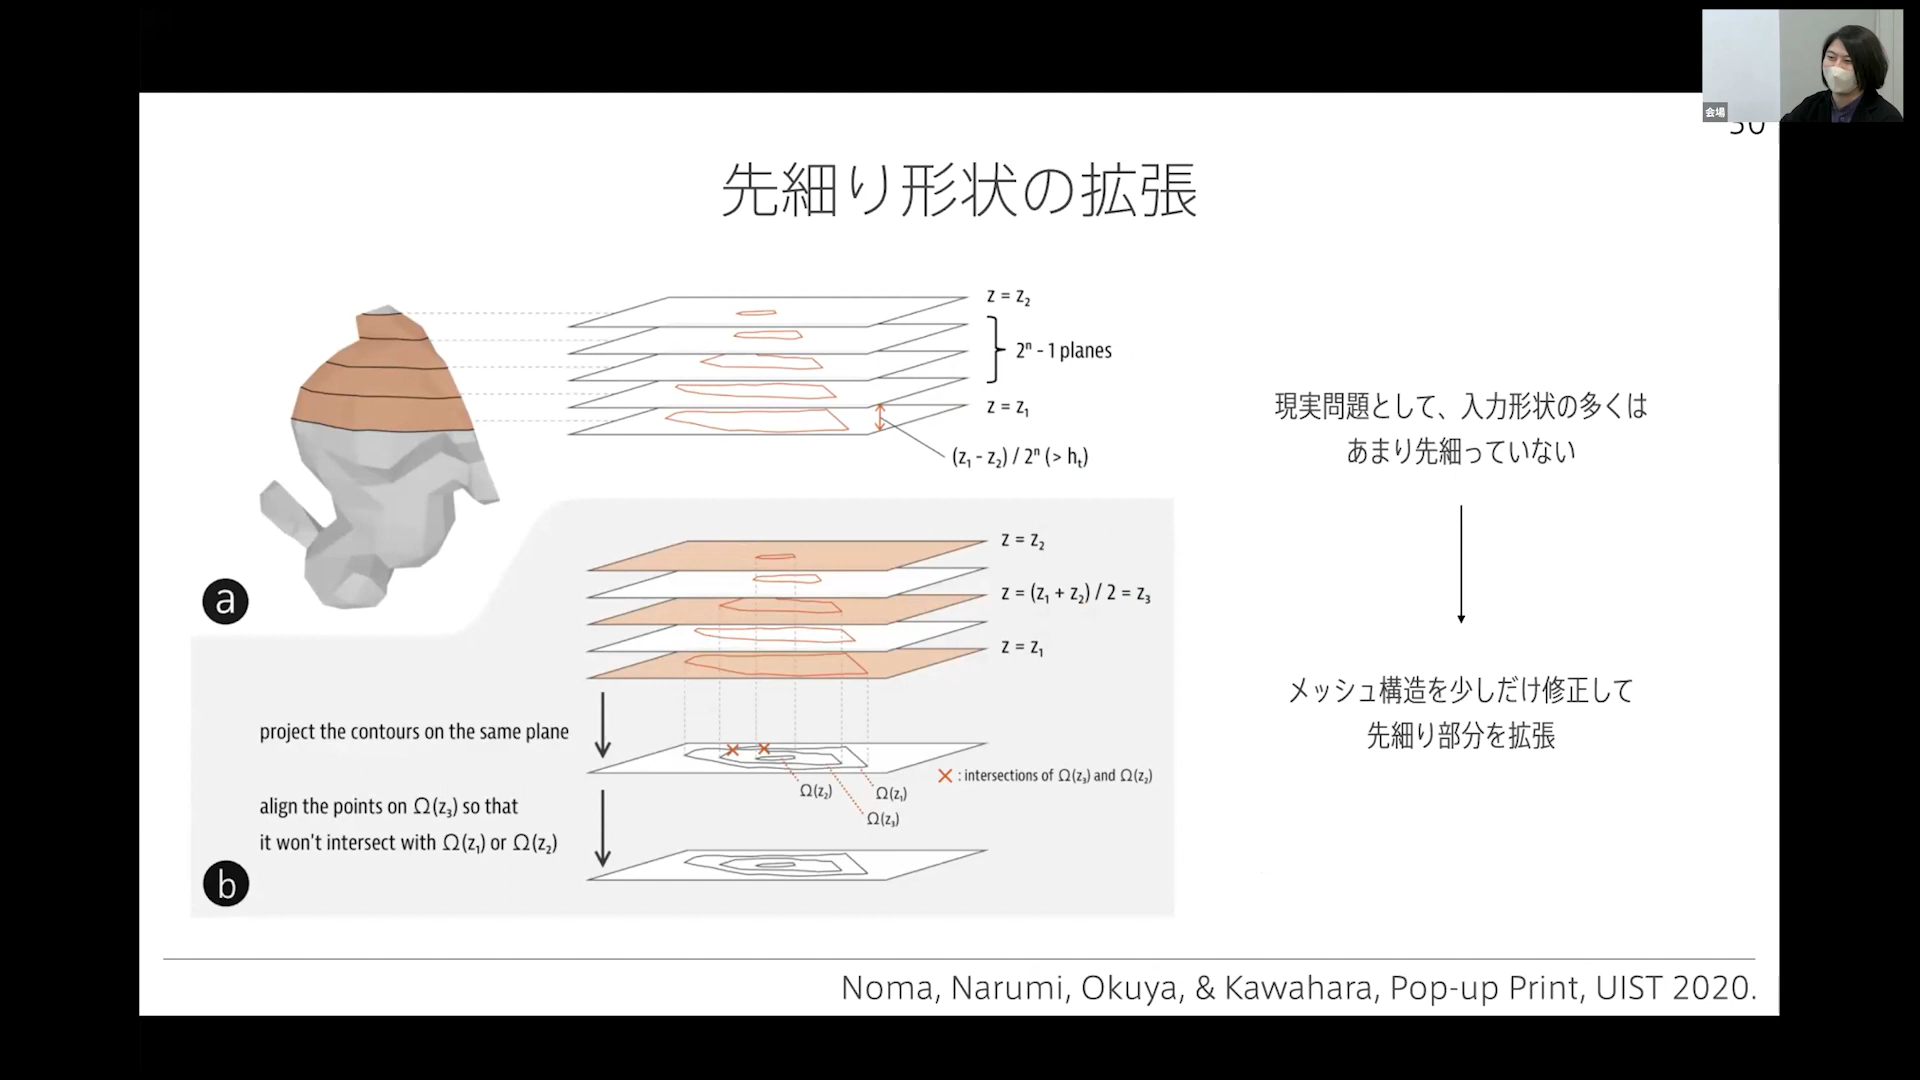 会場
30
先細り形状の拡張
z = z₂
2ⁿ - 1 planes
z = z₁
(z₁ - z₂) / 2ⁿ (> hₜ)
a
現実問題として、入力形状の多くは
あまり先細っていない
メッシュ構造を少しだけ修正して
先細り部分を拡張
z = z₂
z = (z₁ + z₂) / 2 = z₃
z = z₁
project the contours on the same plane
× : intersections of Ω(z₃) and Ω(z₂)
Ω(z₂)
Ω(z₁)
Ω(z₃)
align the points on Ω(z₃) so that
it won't intersect with Ω(z₁) or Ω(z₂)
b
Noma, Narumi, Okuya, & Kawahara, Pop-up Print, UIST 2020.